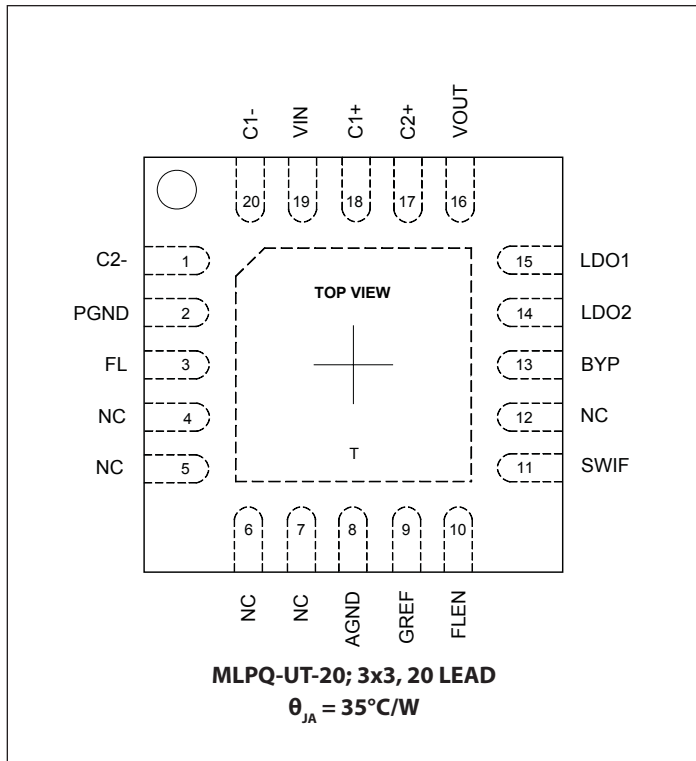 C1- VIN C1+ C2+ VOUT
20 19 18 17 16
C2- 1 15 LDO1
TOP VIEW
PGND 2 14 LDO2
FL 3 13 BYP
NC 4 12 NC
T
NC 5 11 SWIF
6 7 8 9 10
NC NC AGND GREF FLEN
MLPQ-UT-20; 3x3, 20 LEAD
θJA = 35°C/W